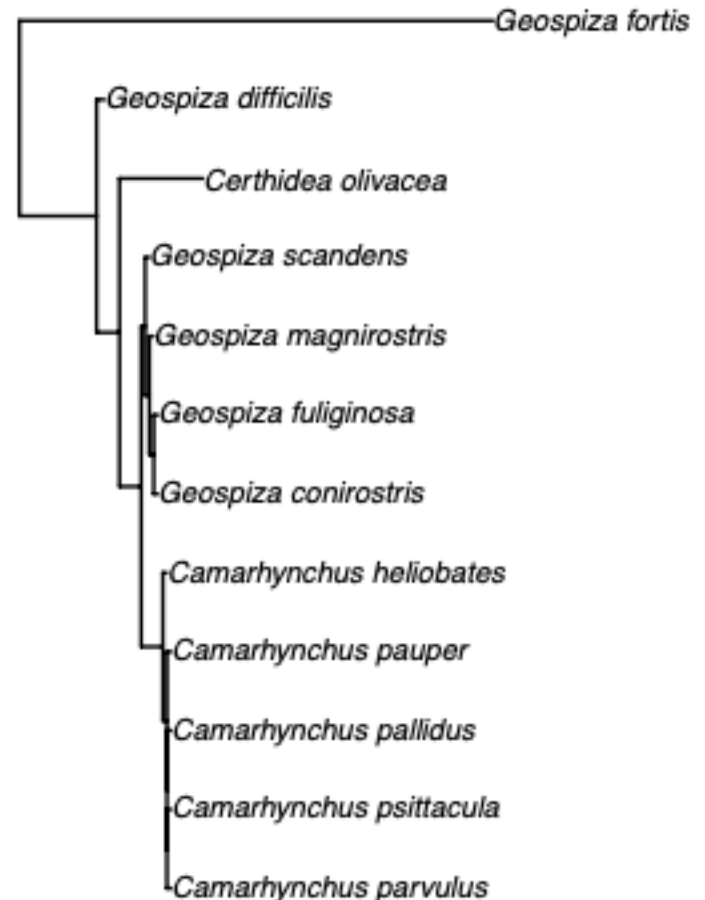 Geospiza fortis
Geospiza difficilis
Certhidea olivacea
Geospiza scandens
Geospiza magnirostris
Geospiza fuliginosa
Geospiza conirostris
Camarhynchus heliobates
Camarhynchus pauper
Camarhynchus pallidus
Camarhynchus psittacula
Camarhynchus parvulus